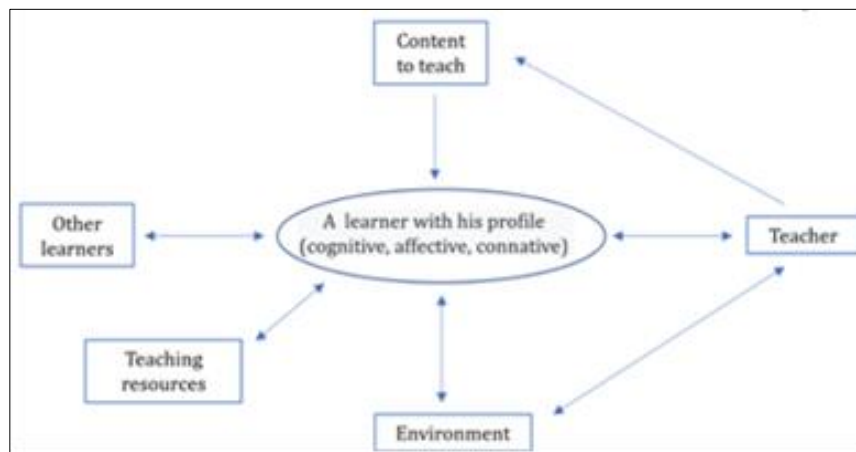 Content
to teach
A learner with his profile
(cognitive, affective, connative)
Other
learners
Teacher
Teaching
resources
Environment